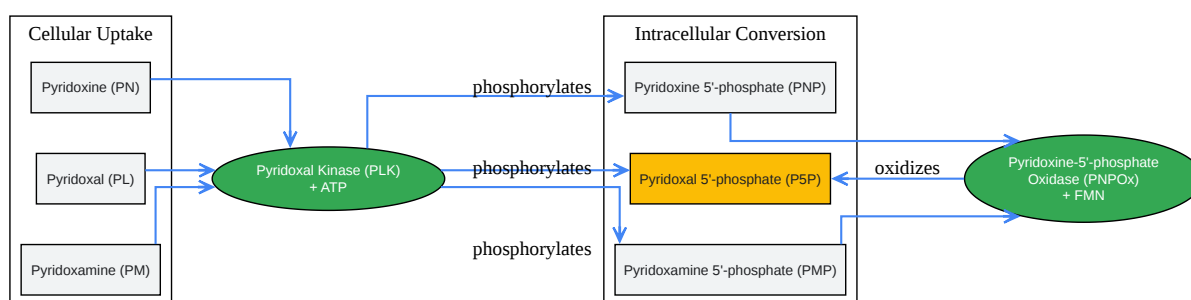 Cellular Uptake
Intracellular Conversion
Pyridoxine (PN)
phosphorylates
Pyridoxine 5'-phosphate (PNP)
Pyridoxal (PL)
Pyridoxal Kinase (PLK)
+ ATP
phosphorylates
Pyridoxal 5'-phosphate (P5P)
oxidizes
Pyridoxine-5'-phosphate
Oxidase (PNPOx)
+ FMN
Pyridoxamine (PM)
phosphorylates
Pyridoxamine 5'-phosphate (PMP)